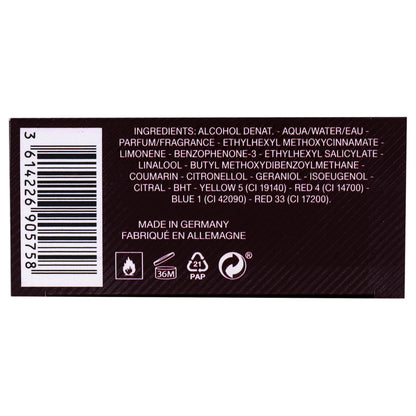 INGREDIENTS: ALCOHOL DENAT. - AQUA/WATER/EAU -
PARFUM/FRAGRANCE - ETHYLHEXYL METHOXYCINNAMATE
- LIMONENE - BENZOPHENONE-3 - ETHYLHEXYL SALICYLATE -
LINALOOL - BUTYL METHOXYDIBENZOYLMETHANE -
COUMARIN - CITRONELLOL - GERANIOL - ISOEUGENOL -
CITRAL - BHT - YELLOW 5 (CI 19140) - RED 4 (CI 14700) -
BLUE 1 (CI 42090) - RED 33 (CI 17200).
MADE IN GERMANY
FABRIQUÉ EN ALLEMAGNE
36M
21
PAP
®
3 614226 905758